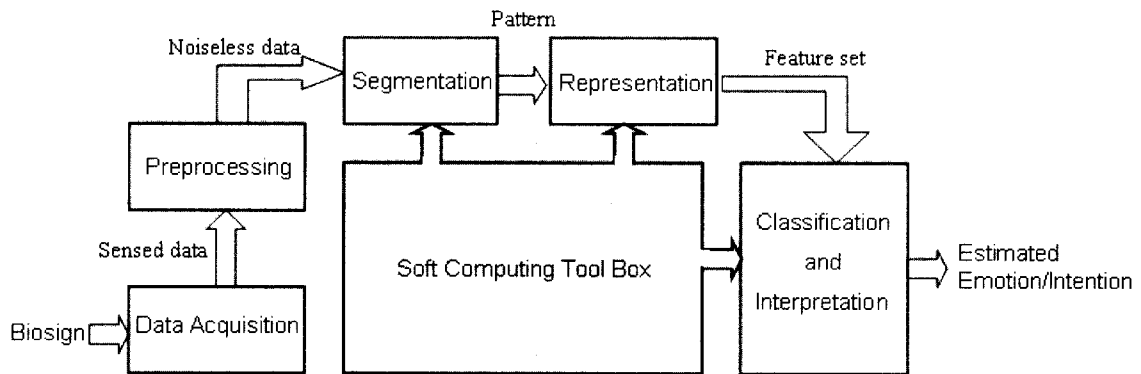 Pattern
Noiseless data
Segmentation
Representation
Feature set
Preprocessing
Sensed data
Soft Computing Tool Box
Classification
and
Interpretation
Estimated
Emotion/Intention
Biosign
Data Acquisition